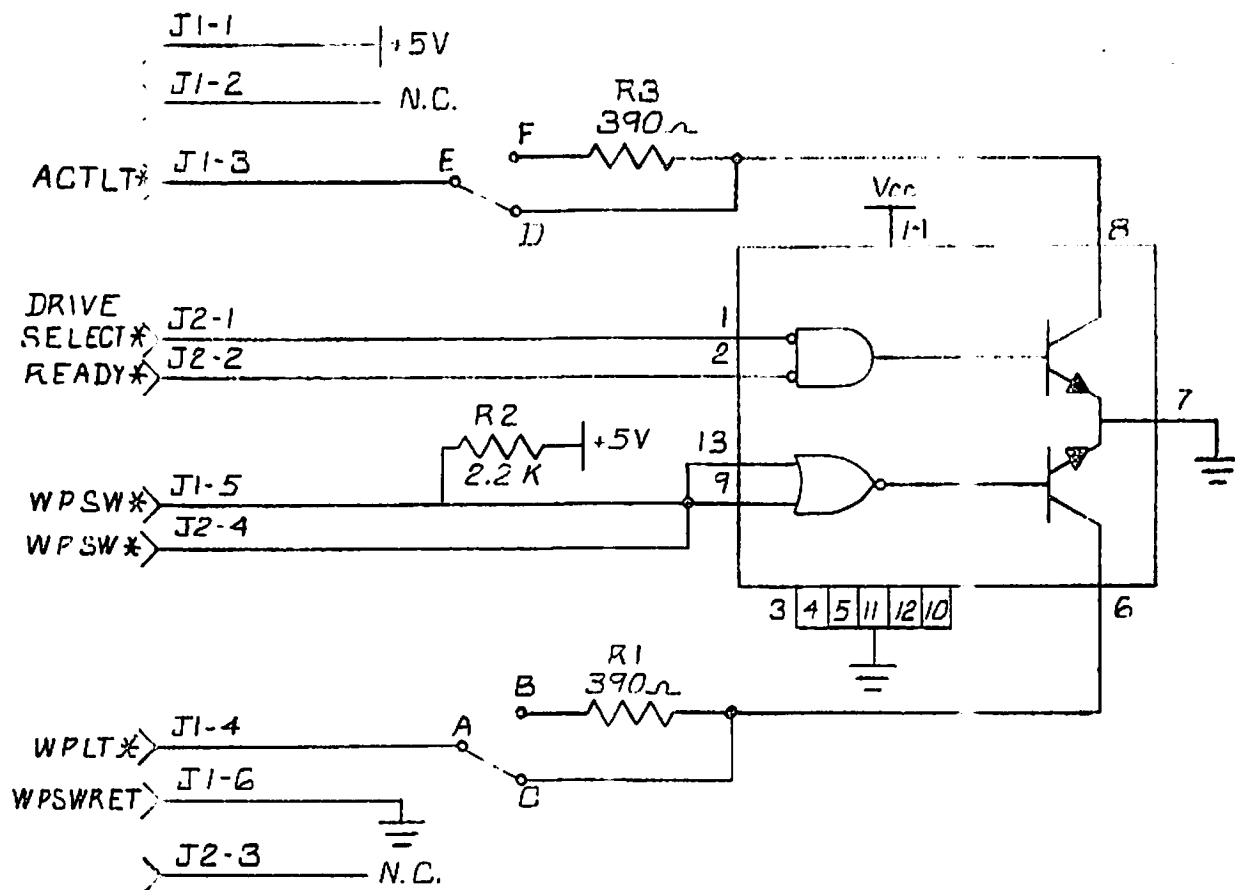 J1-1
+5V
J1-2
N.C.
R3
390Ω
F
ACTLT* J1-3
E
D
Vcc
8
DRIVE
SELECT* J2-1
1
READY* J2-2
2
7
R2
2.2 K
+5V
13
WPSW* J1-5
9
WPSW* J2-4
3 4 5 11 12 10
6
R1
390Ω
B
WPLT* J1-4
A
C
WPSWRET J1-6
J2-3
N.C.